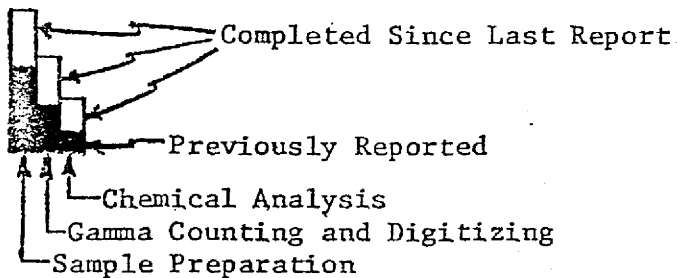 Completed Since Last Report
Previously Reported
Chemical Analysis
Gamma Counting and Digitizing
Sample Preparation